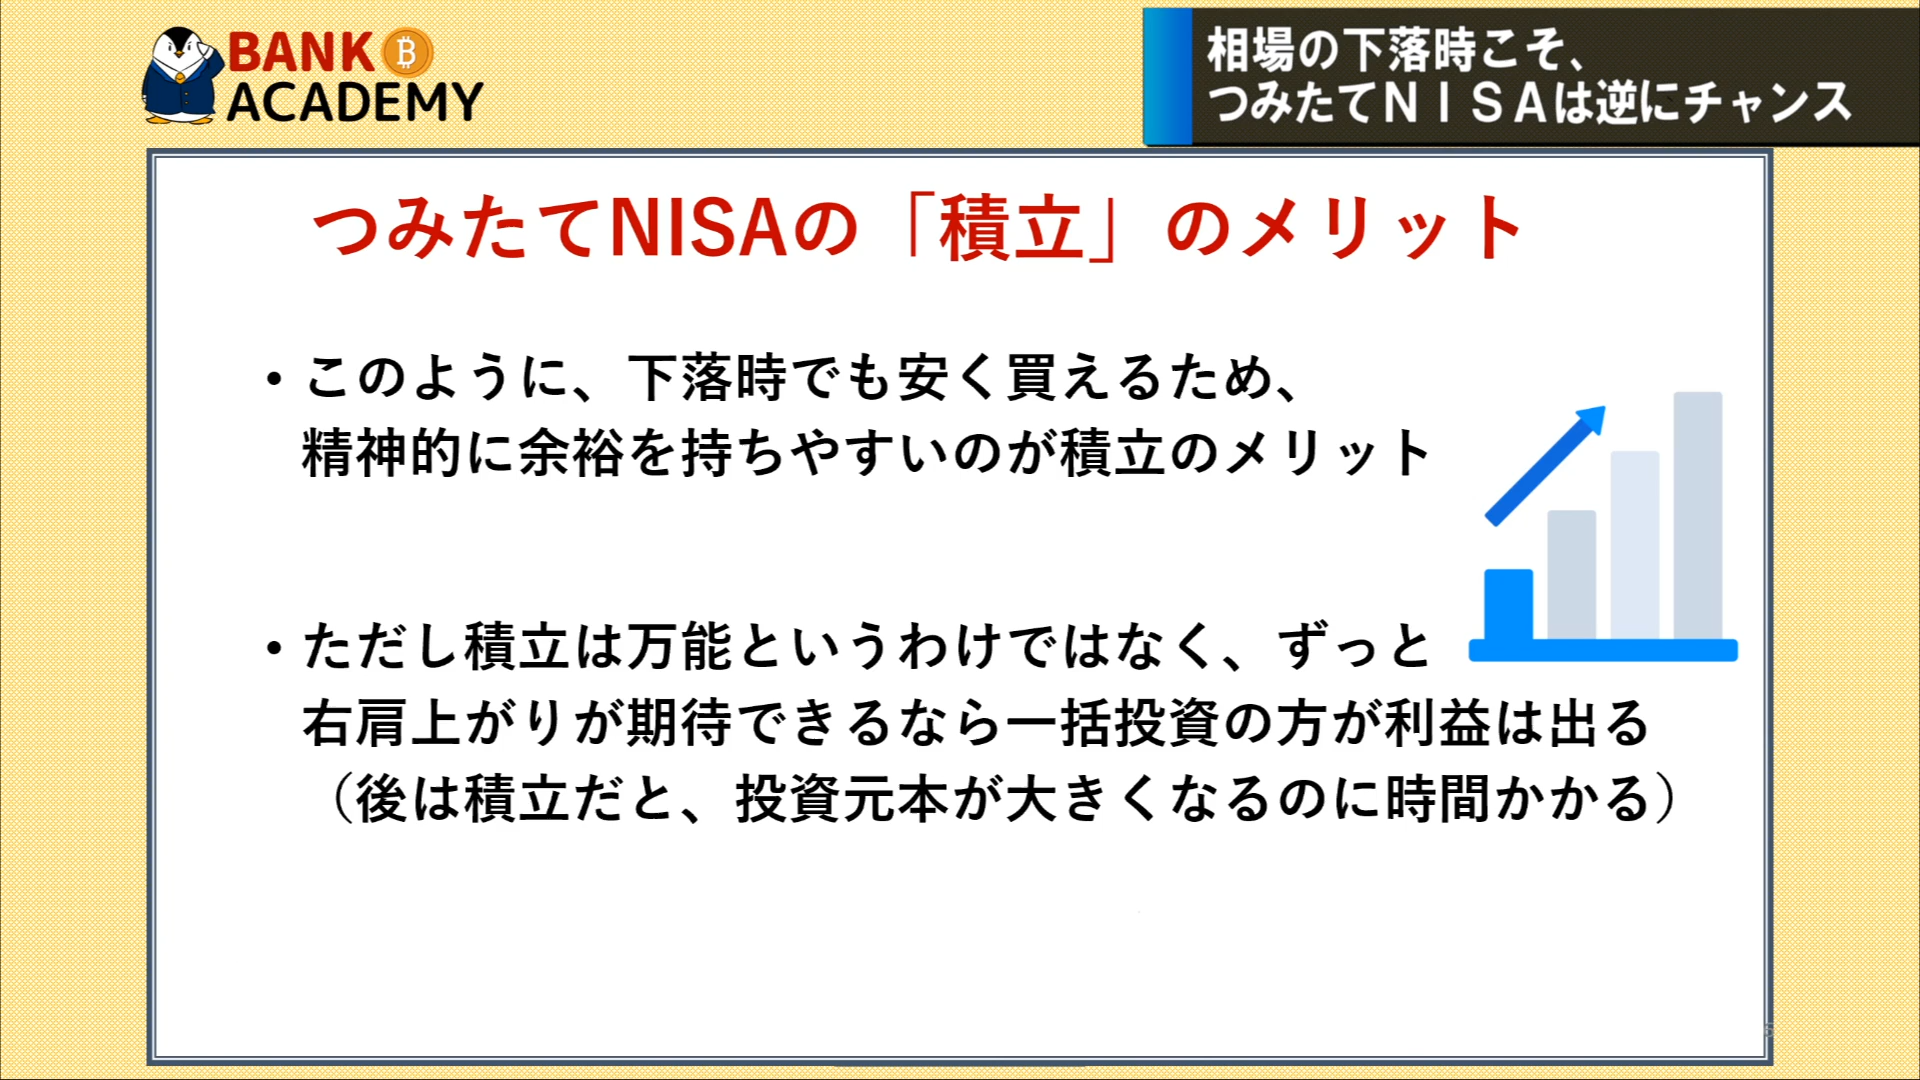 BANK
ACADEMY
相場の下落時こそ、
つみたてＮＩＳＡは逆にチャンス
つみたてNISAの「積立」のメリット
・このように、下落時でも安く買えるため、
精神的に余裕を持ちやすいのが積立のメリット
・ただし積立は万能というわけではなく、ずっと
右肩上がりが期待できるなら一括投資の方が利益は出る
（後は積立だと、投資元本が大きくなるのに時間かかる）